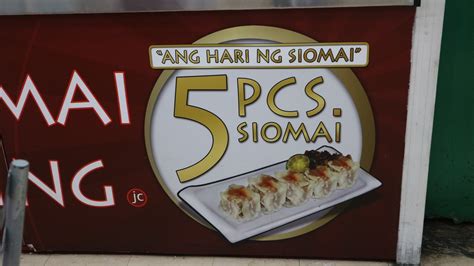 "ANG HARI NG SIOMAI"
5 PCS.
SIOMAI
MAI
NG.
jc